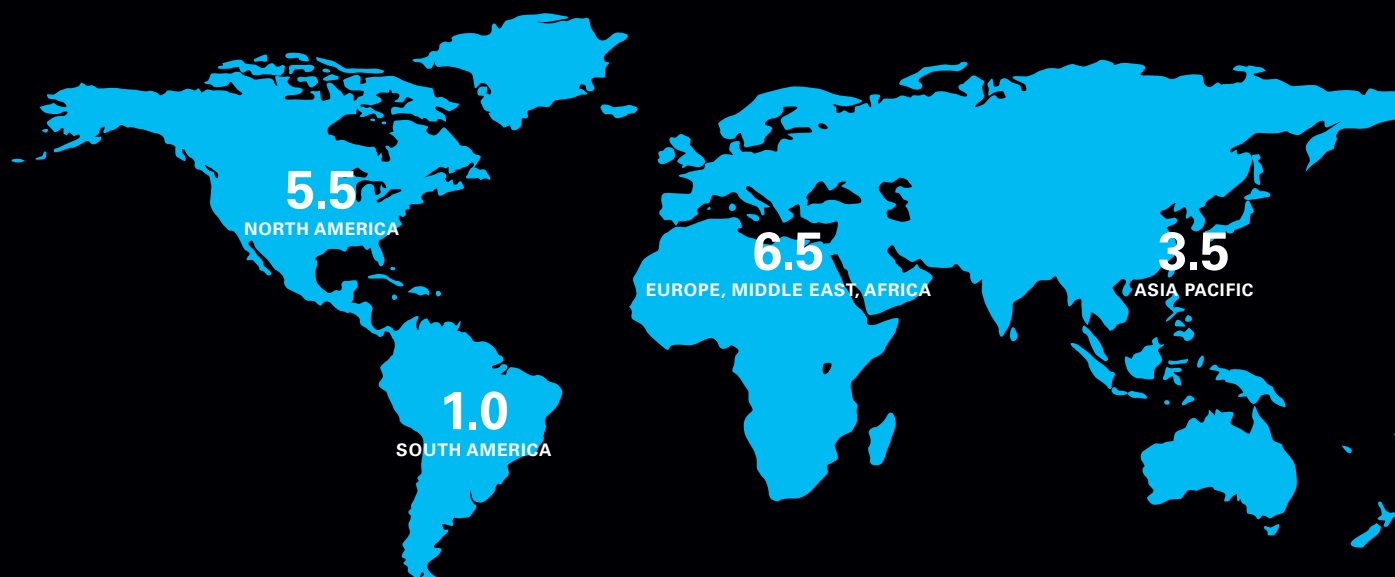 5.5
NORTH AMERICA
6.5
EUROPE, MIDDLE EAST, AFRICA
3.5
ASIA PACIFIC
1.0
SOUTH AMERICA